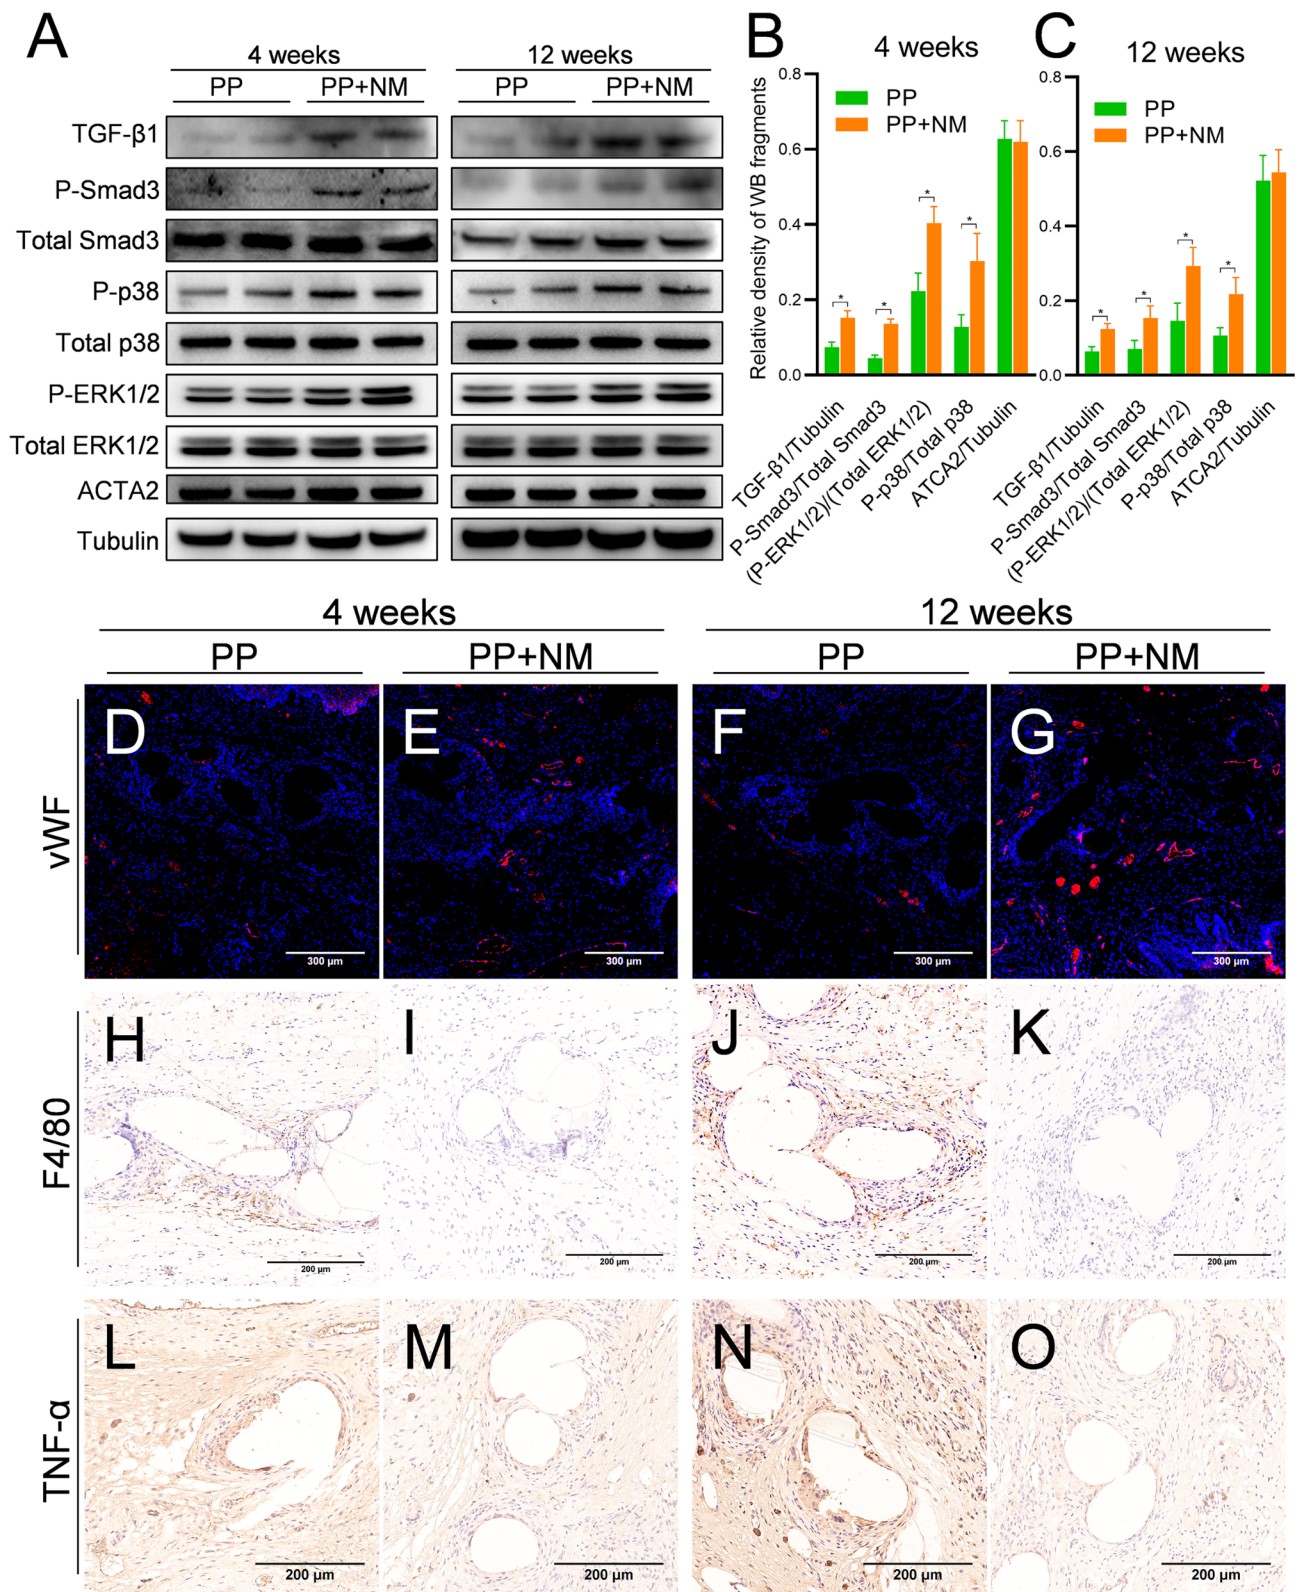 A
4 weeks
12 weeks
PP
PP+NM
PP
PP+NM
TGF-β1
P-Smad3
Total Smad3
P-p38
Total p38
P-ERK1/2
Total ERK1/2
ACTA2
Tubulin
B
4 weeks
Relative density of WB fragments
0.8
0.6
0.4
0.2
0.0
PP
PP+NM
*
*
*
*
TGF-β1/Tubulin
P-Smad3/Total Smad3
(P-ERK1/2)/(Total ERK1/2)
P-p38/Total p38
ATCA2/Tubulin
C
12 weeks
0.8
0.6
0.4
0.2
0.0
PP
PP+NM
*
*
*
*
TGF-β1/Tubulin
P-Smad3/Total Smad3
(P-ERK1/2)/(Total ERK1/2)
P-p38/Total p38
ATCA2/Tubulin
4 weeks
12 weeks
PP
PP+NM
PP
PP+NM
vWF
D
300 μm
E
300 μm
F
300 μm
G
300 μm
F4/80
H
200 μm
I
200 μm
J
200 μm
K
200 μm
TNF-α
L
200 μm
M
200 μm
N
200 μm
O
200 μm